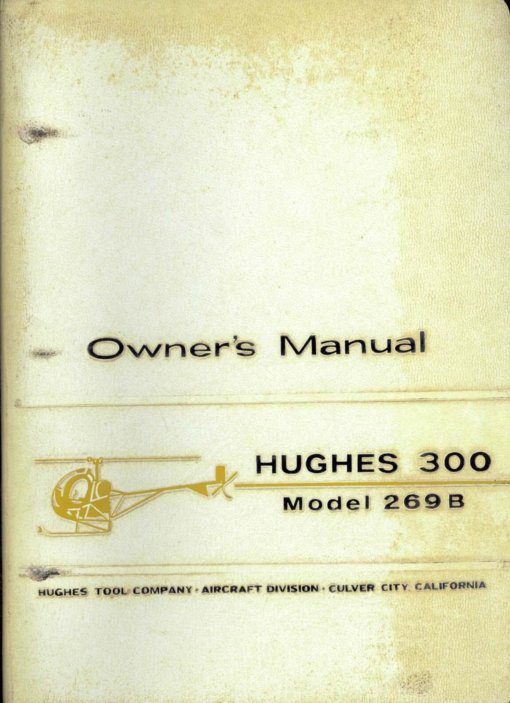 Owner's Manual
HUGHES 300
Model 269B
HUGHES TOOL COMPANY · AIRCRAFT DIVISION · CULVER CITY, CALIFORNIA